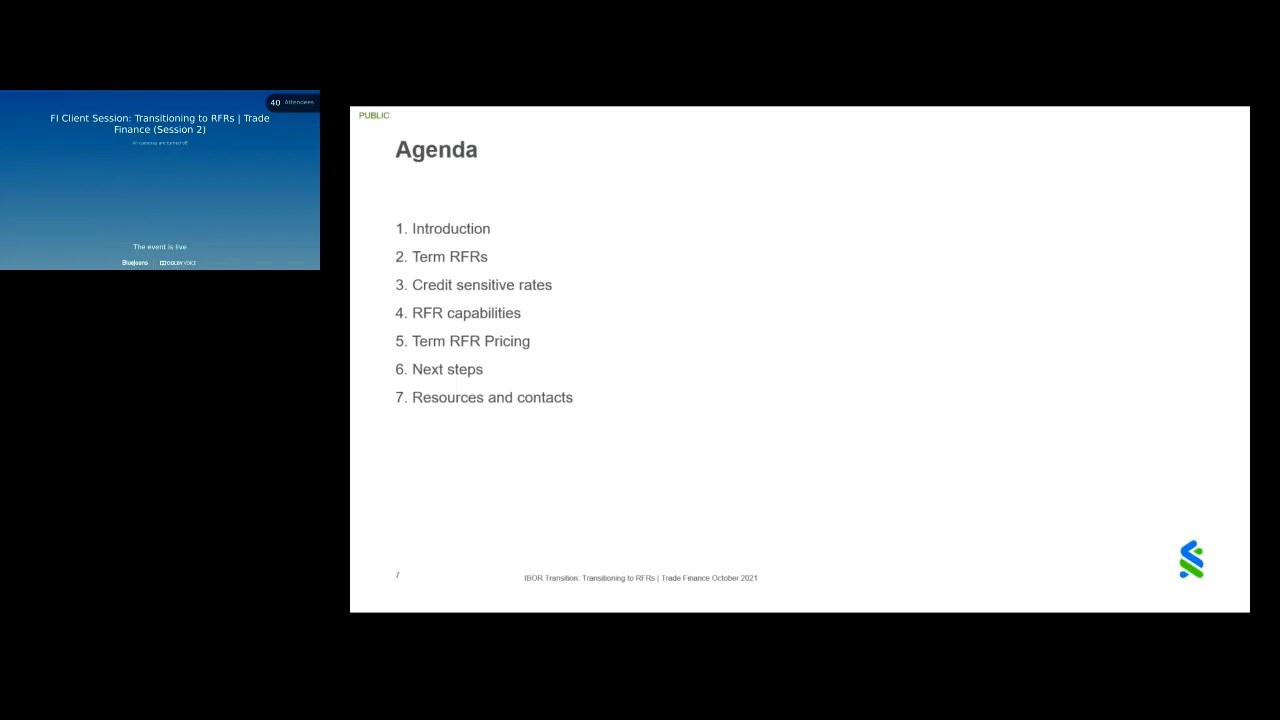 40 Attendees
FI Client Session: Transitioning to RFRs | Trade
Finance (Session 2)
All cameras are turned off
The event is live
BlueJeans DOLBY VOICE
PUBLIC
Agenda
1. Introduction
2. Term RFRs
3. Credit sensitive rates
4. RFR capabilities
5. Term RFR Pricing
6. Next steps
7. Resources and contacts
7
IBOR Transition: Transitioning to RFRs | Trade Finance October 2021